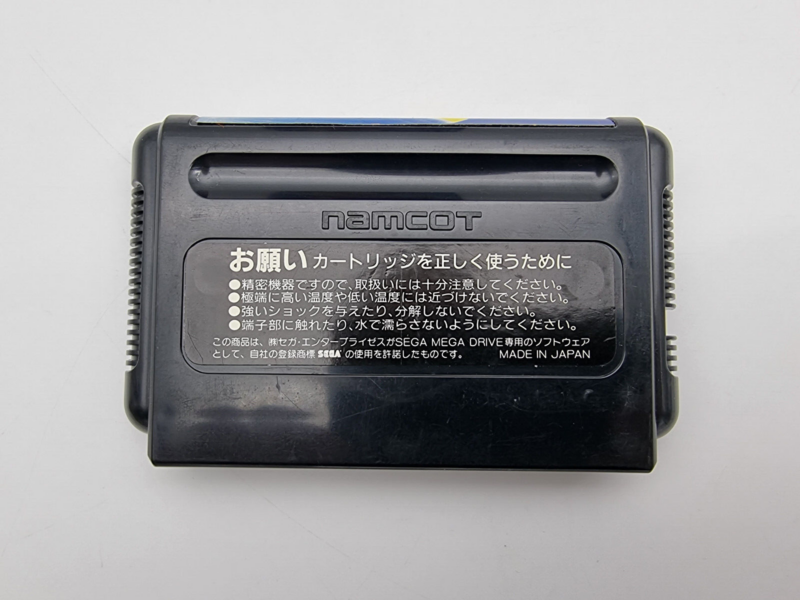 namcot
お願い カートリッジを正しく使うために
●精密機器ですので、取扱いには十分注意してください。
●極端に高い温度や低い温度には近づけないでください。
●強いショックを与えたり、分解しないでください。
●端子部に触れたり、水で濡らさないようにしてください。
この商品は、㈱セガ・エンタープライゼスがSEGA MEGA DRIVE専用のソフトウェア
として、自社の登録商標 SEGA® の使用を許諾したものです。 MADE IN JAPAN